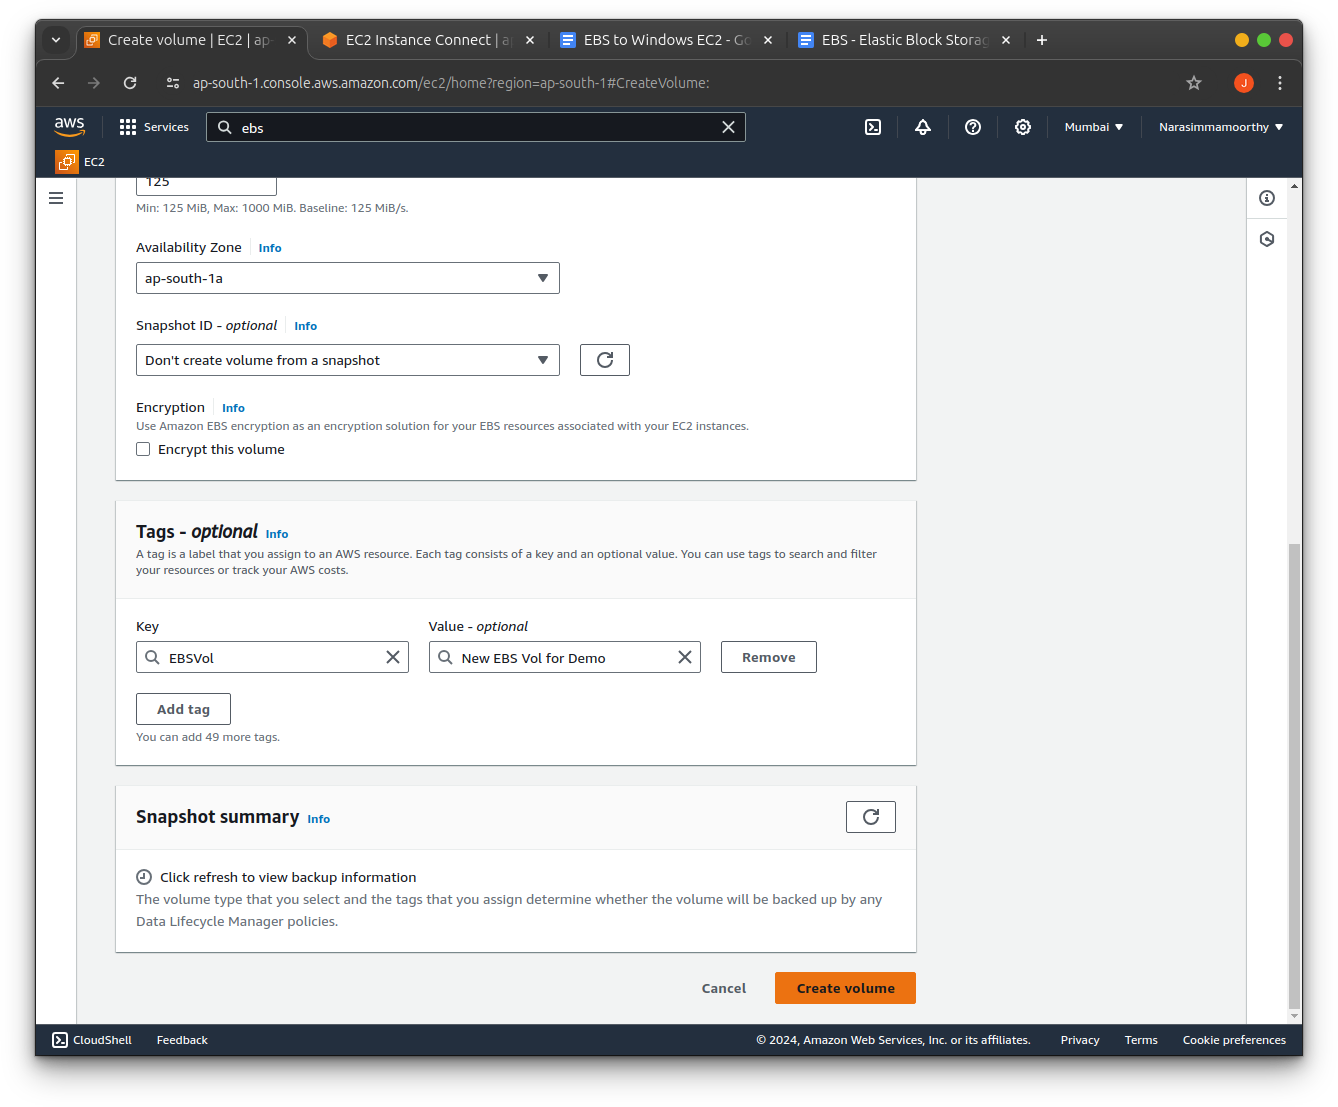 Create volume | EC2 | ap-
EC2 Instance Connect | a
EBS to Windows EC2 - Go
EBS - Elastic Block Storag
ap-south-1.console.aws.amazon.com/ec2/home?region=ap-south-1#CreateVolume:
J
aws
Services
ebs
Mumbai
Narasimmamoorthy
EC2
125
Min: 125 MiB, Max: 1000 MiB. Baseline: 125 MiB/s.
Availability Zone Info
ap-south-1a
Snapshot ID - optional Info
Don't create volume from a snapshot
Encryption Info
Use Amazon EBS encryption as an encryption solution for your EBS resources associated with your EC2 instances.
Encrypt this volume
Tags - optional Info
A tag is a label that you assign to an AWS resource. Each tag consists of a key and an optional value. You can use tags to search and filter
your resources or track your AWS costs.
Key
Value - optional
EBSVol
New EBS Vol for Demo
Remove
Add tag
You can add 49 more tags.
Snapshot summary Info
Click refresh to view backup information
The volume type that you select and the tags that you assign determine whether the volume will be backed up by any
Data Lifecycle Manager policies.
Cancel
Create volume
CloudShell
Feedback
© 2024, Amazon Web Services, Inc. or its affiliates.
Privacy
Terms
Cookie preferences